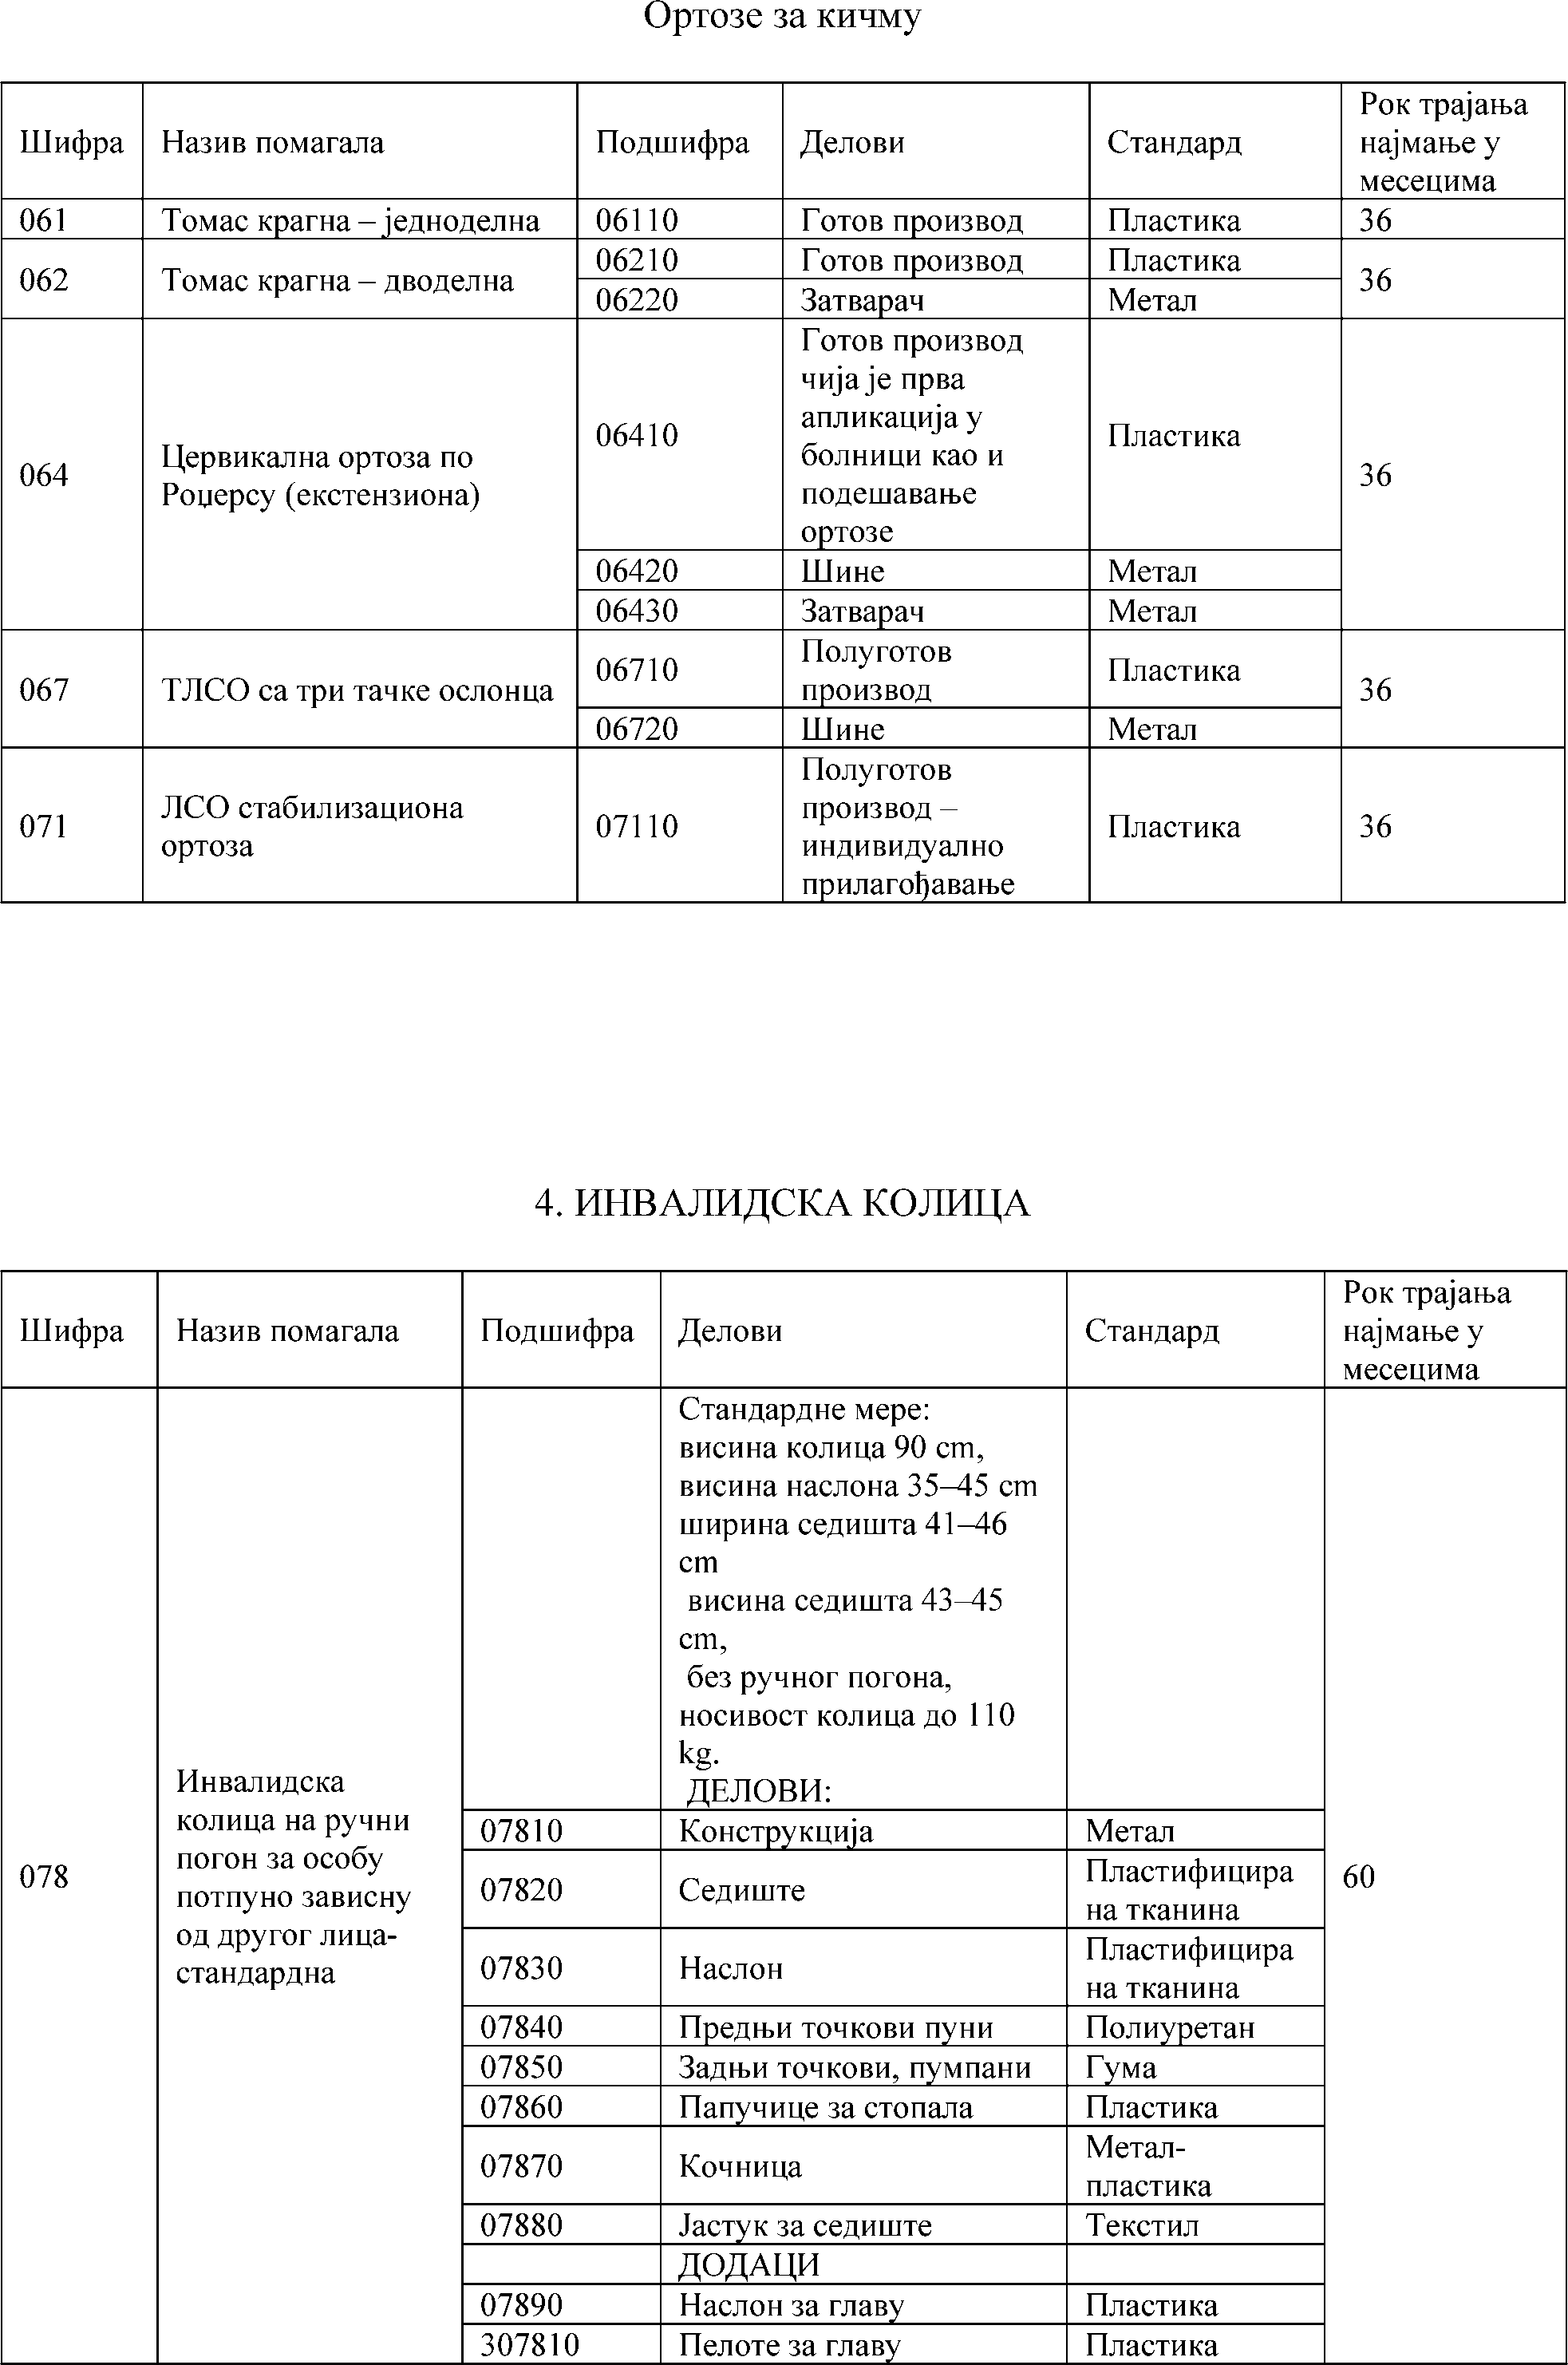 Ортозе за кичму
Шифра Назив помагала Подшифра Делови Стандард Рок трајања
најмање у
месецима
061 Томас крагна – једноделна 06110 Готов производ Пластика 36
062 Томас крагна – дводелна 06210 Готов производ Пластика 36
06220 Затварач Метал
064 Цервикална ортоза по
Роџерсу (екстензиона)
06410 Готов производ
чија је прва
апликација у
болници као и
подешавање
ортозе
Пластика 36
06420 Шине Метал
06430 Затварач Метал
067 ТЛСО са три тачке ослонца 06710 Полуготов
производ
Пластика 36
06720 Шине Метал
071 ЛСО стабилизациона
ортоза
07110 Полуготов
производ –
индивидуално
прилагођавање
Пластика 36
4. ИНВАЛИДСКА КОЛИЦА
Шифра Назив помагала Подшифра Делови Стандард Рок трајања
најмање у
месецима
078 Инвалидска
колица на ручни
погон за особу
потпуно зависну
од другог лица-
стандардна
Стандардне мере:
висина колица 90 cm,
висина наслона 35–45 cm
ширина седишта 41–46
cm
висина седишта 43–45
cm,
без ручног погона,
носивост колица до 110
kg.
ДЕЛОВИ:
60
07810 Конструкција Метал
07820 Седиште Пластифицира
на тканина
07830 Наслон Пластифицира
на тканина
07840 Предњи точкови пуни Полиуретан
07850 Задњи точкови, пумпани Гума
07860 Папучице за стопала Пластика
07870 Кочница Метал-
пластика
07880 Јастук за седиште Текстил
ДОДАЦИ
07890 Наслон за главу Пластика
307810 Пелоте за главу Пластика